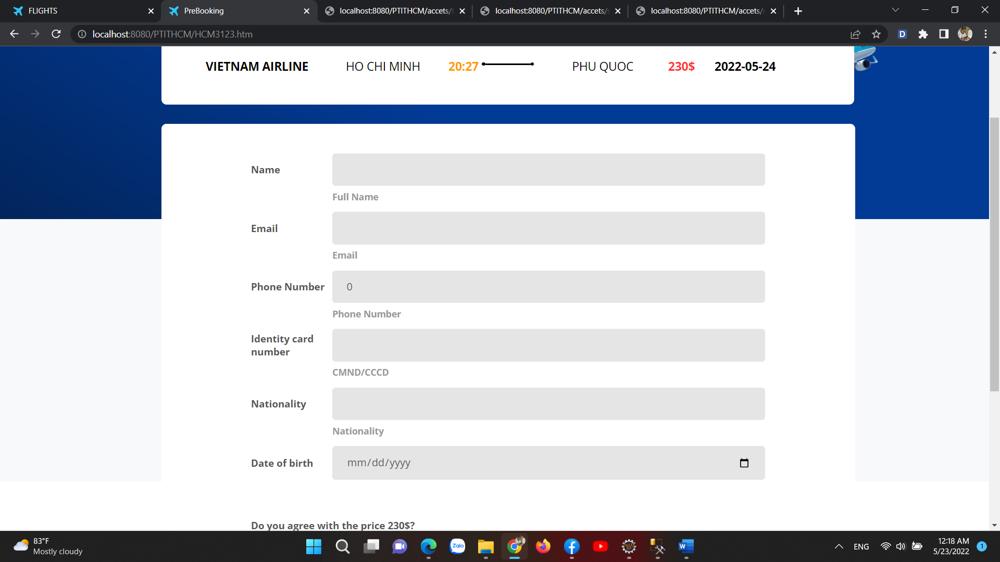 FLIGHTS
PreBooking
localhost:8080/PTITHCM/accets/
localhost:8080/PTITHCM/accets/
localhost:8080/PTITHCM/accets/
localhost:8080/PTITHCM/HCM3123.htm
D
VIETNAM AIRLINE HO CHI MINH 20:27 PHU QUOC 230$ 2022-05-24
Name
Full Name
Email
Email
Phone Number 0
Phone Number
Identity card
number
CMND/CCCD
Nationality
Nationality
Date of birth mm/dd/yyyy
Do you agree with the price 230$?
83°F
Mostly cloudy
Zalo
W
ENG
12:18 AM
5/23/2022
1